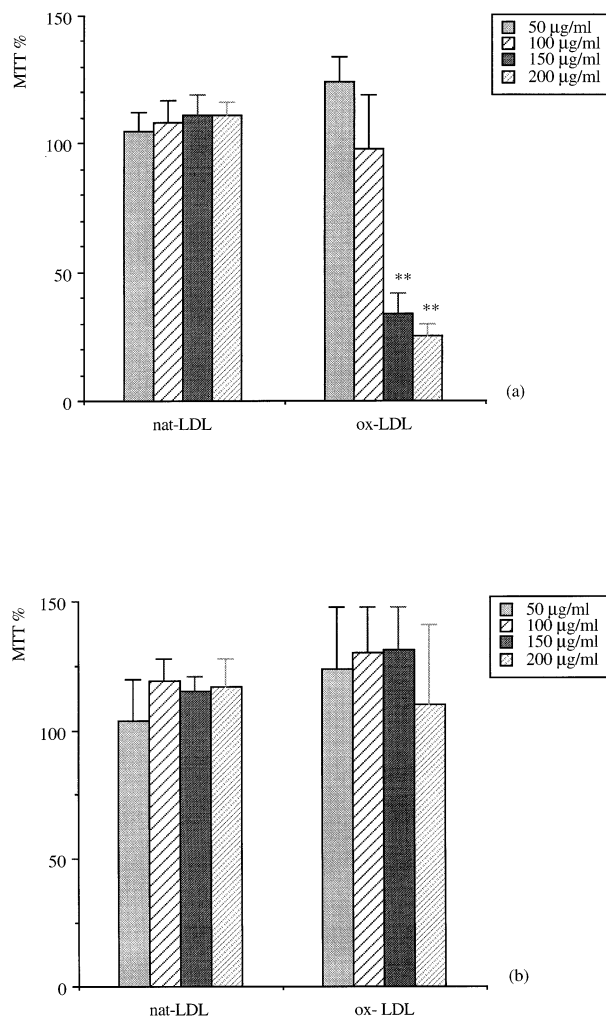 150
100
50
0
MTT %
50 µg/ml
100 µg/ml
150 µg/ml
200 µg/ml
**
**
nat-LDL ox-LDL
(a)
150
100
50
0
MTT %
50 µg/ml
100 µg/ml
150 µg/ml
200 µg/ml
nat-LDL ox- LDL
(b)